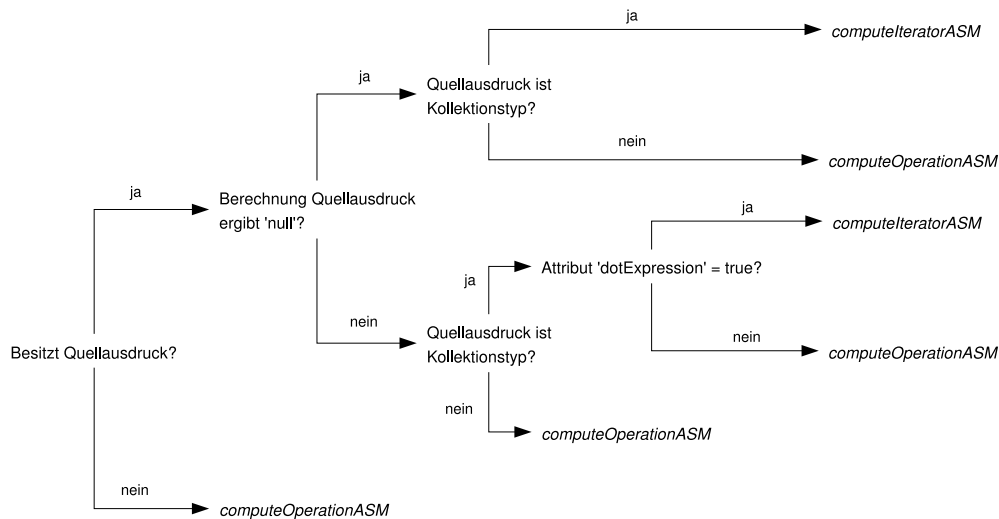 ja
computeIteratorASM
ja
Quellausdruck ist
Kollektionstyp?
nein
computeOperationASM
ja
Berechnung Quellausdruck
ergibt 'null'?
ja
computeIteratorASM
ja
Attribut 'dotExpression' = true?
nein
Quellausdruck ist
Kollektionstyp?
nein
computeOperationASM
Besitzt Quellausdruck?
nein
computeOperationASM
nein
computeOperationASM